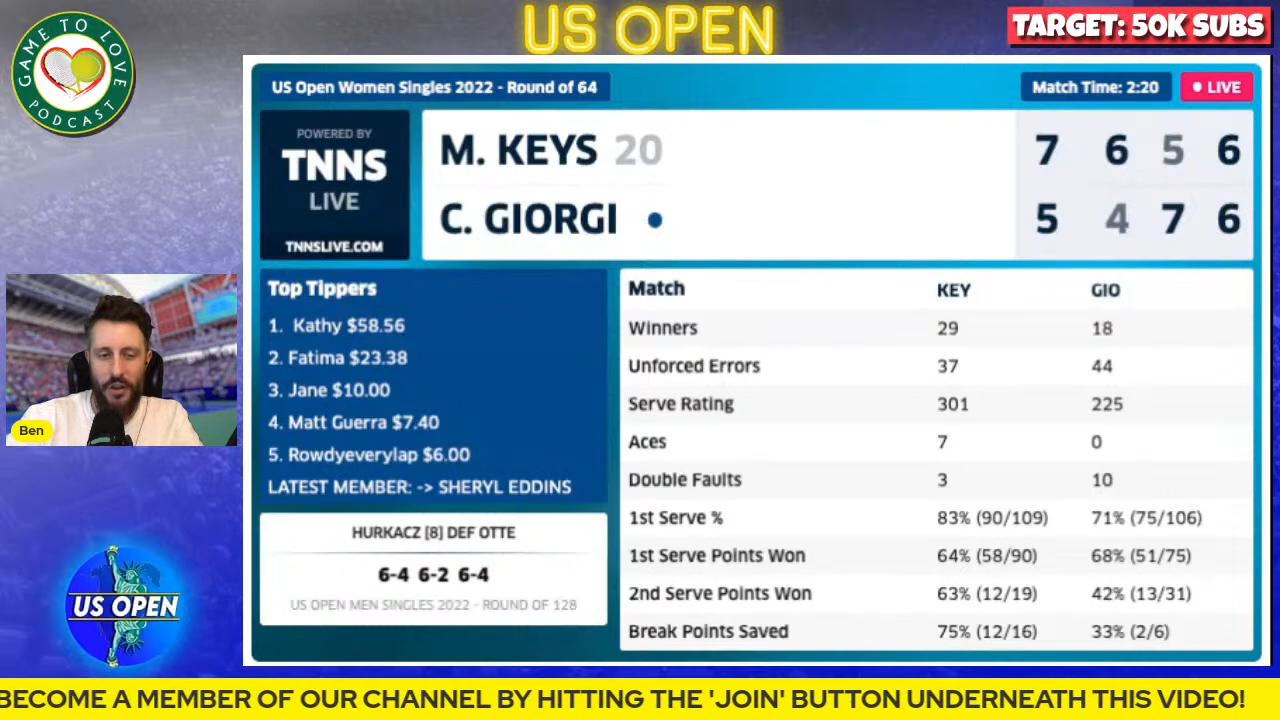 GAME TO LOVE PODCAST
US OPEN
TARGET: 50K SUBS
US Open Women Singles 2022 - Round of 64
Match Time: 2:20
LIVE
POWERED BY
TNNS
LIVE
TNNSLIVE.COM
M. KEYS 20 7 6 5 6
C. GIORGI 5 4 7 6
Top Tippers
1. Kathy $58.56
2. Fatima $23.38
3. Jane $10.00
4. Matt Guerra $7.40
5. Rowdyeverylap $6.00
LATEST MEMBER: -> SHERYL EDDINS
HURKACZ [8] DEF OTTE
6-4 6-2 6-4
US OPEN MEN SINGLES 2022 - ROUND OF 128
Match KEY GIO
Winners 29 18
Unforced Errors 37 44
Serve Rating 301 225
Aces 7 0
Double Faults 3 10
1st Serve % 83% (90/109) 71% (75/106)
1st Serve Points Won 64% (58/90) 68% (51/75)
2nd Serve Points Won 63% (12/19) 42% (13/31)
Break Points Saved 75% (12/16) 33% (2/6)
Ben
US OPEN
BECOME A MEMBER OF OUR CHANNEL BY HITTING THE 'JOIN' BUTTON UNDERNEATH THIS VIDEO!